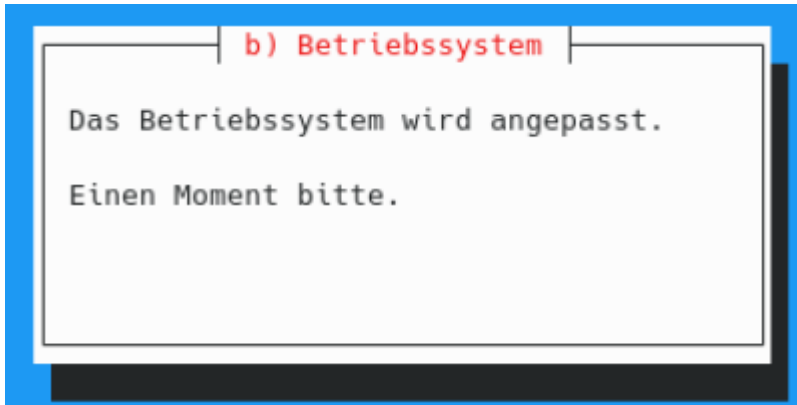 b) Betriebssystem
Das Betriebssystem wird angepasst.
Einen Moment bitte.